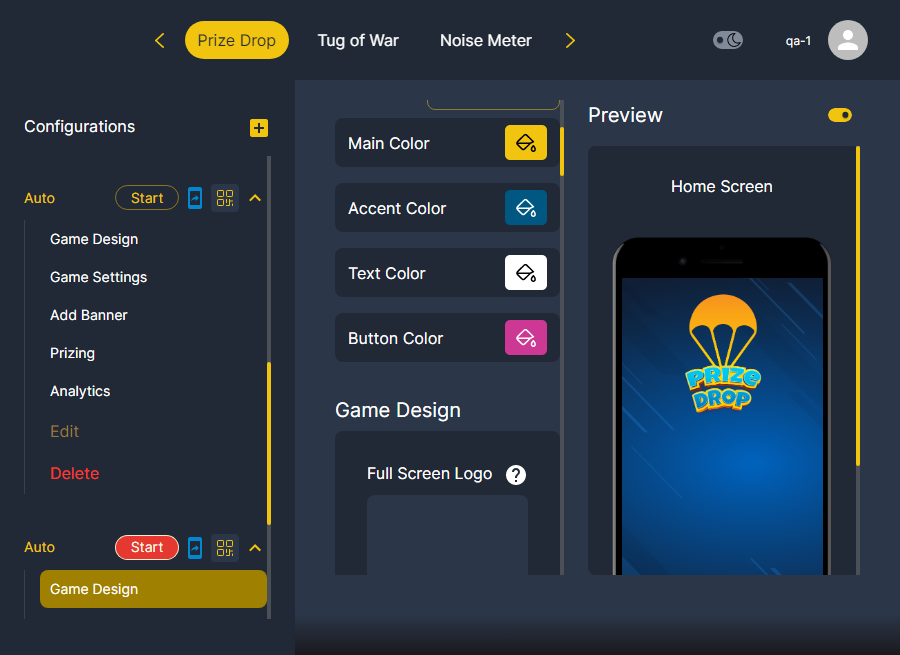 Prize Drop
Tug of War
Noise Meter
qa-1
Configurations
Auto
Start
Game Design
Game Settings
Add Banner
Prizing
Analytics
Edit
Delete
Auto
Start
Game Design
Main Color
Accent Color
Text Color
Button Color
Game Design
Full Screen Logo
?
Preview
Home Screen
PRIZE
DROP